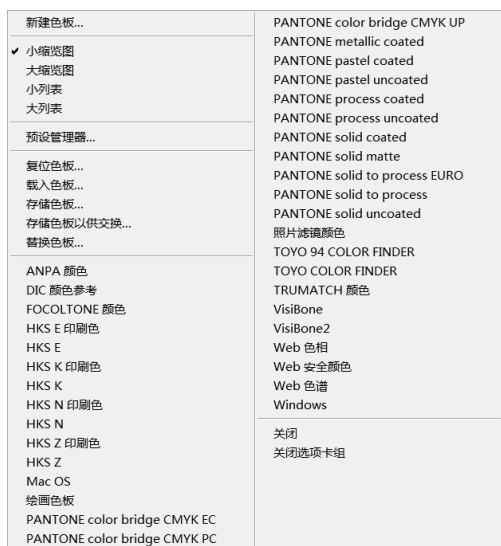 新建色板...
小缩览图
大缩览图
小列表
大列表
预设管理器...
复位色板...
载入色板...
存储色板...
存储色板以供交换...
替换色板...
ANPA 颜色
DIC 颜色参考
FOCOLTONE 颜色
HKS E 印刷色
HKS E
HKS K 印刷色
HKS K
HKS N 印刷色
HKS N
HKS Z 印刷色
HKS Z
Mac OS
绘画色板
PANTONE color bridge CMYK EC
PANTONE color bridge CMYK PC
PANTONE color bridge CMYK UP
PANTONE metallic coated
PANTONE pastel coated
PANTONE pastel uncoated
PANTONE process coated
PANTONE process uncoated
PANTONE solid coated
PANTONE solid matte
PANTONE solid to process EURO
PANTONE solid to process
PANTONE solid uncoated
照片滤镜颜色
TOYO 94 COLOR FINDER
TOYO COLOR FINDER
TRUMATCH 颜色
VisiBone
VisiBone2
Web 色相
Web 安全颜色
Web 色谱
Windows
关闭
关闭选项卡组